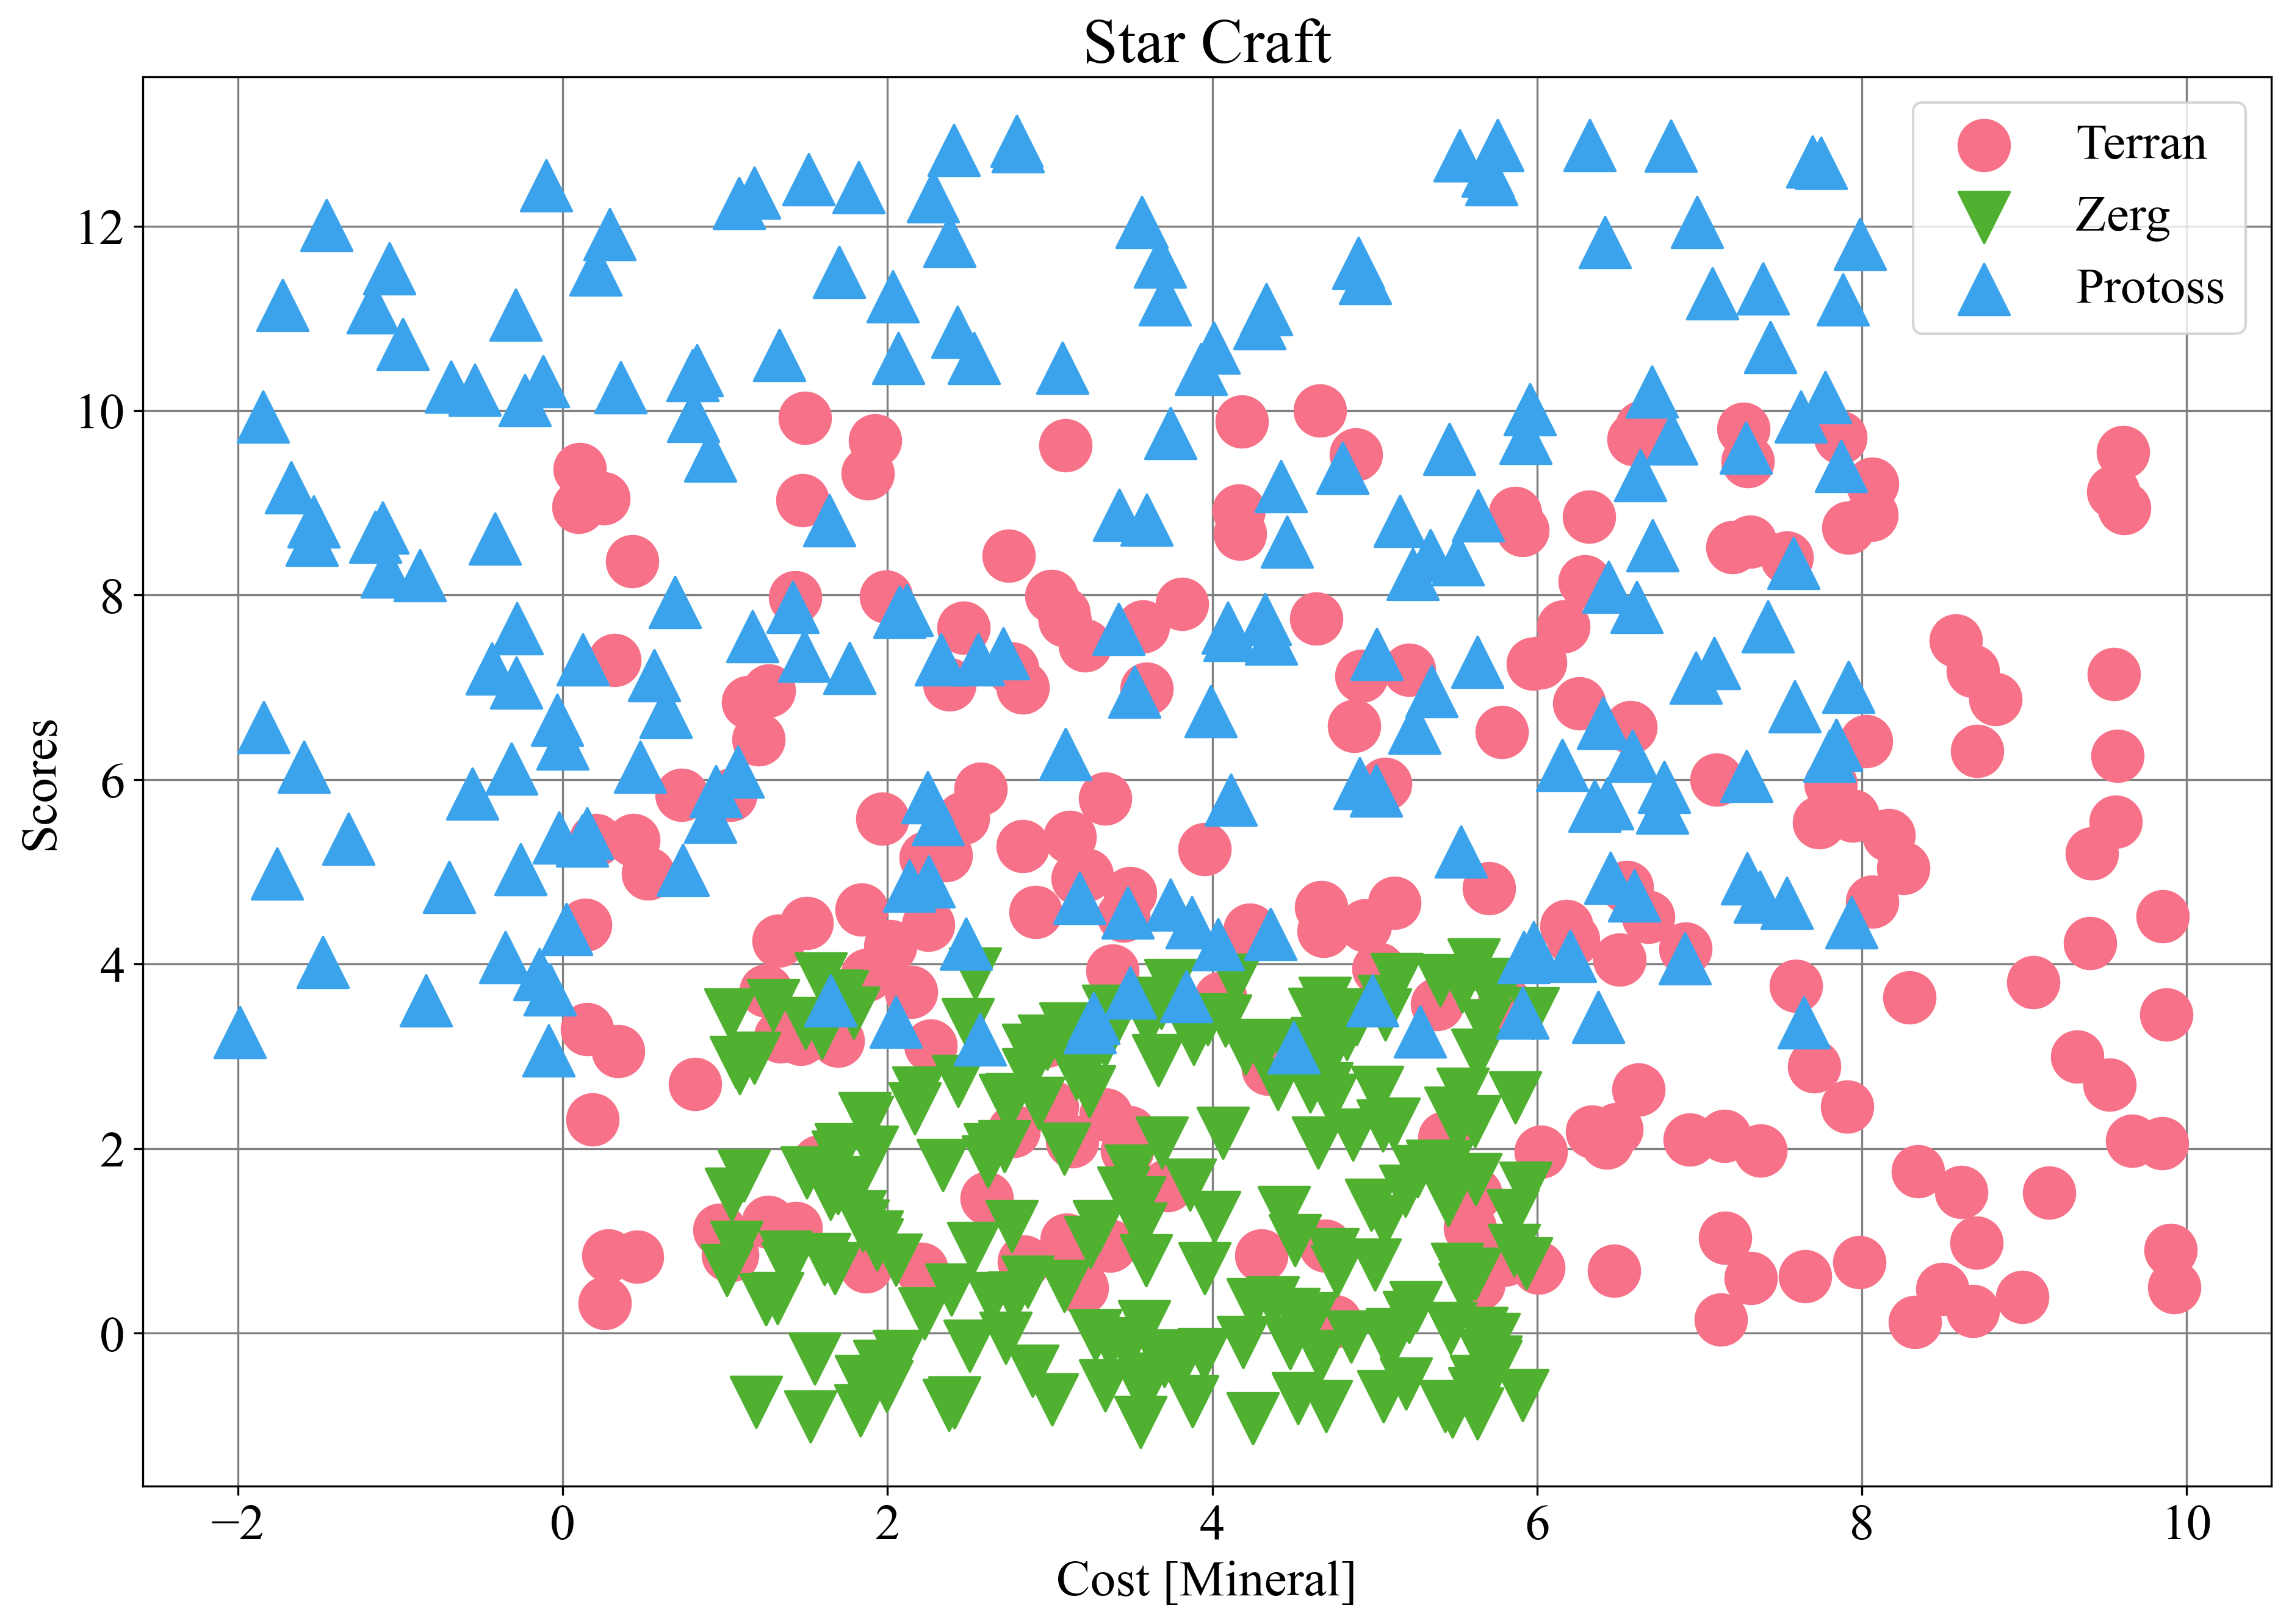 Star Craft
Terran
Zerg
Protoss
12
10
8
6
4
2
0
Scores
−2 0 2 4 6 8 10
Cost [Mineral]